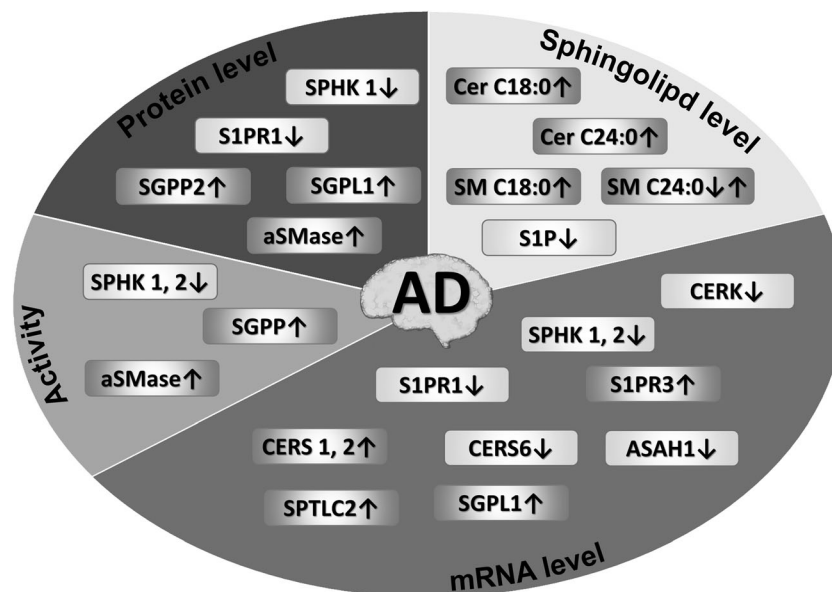 Protein level
SPHK 1↓
S1PR1↓
SGPP2↑
SGPL1↑
aSMase↑
Sphingolipd level
Cer C18:0↑
Cer C24:0↑
SM C18:0↑
SM C24:0↓↑
S1P↓
Activity
SPHK 1, 2↓
SGPP↑
aSMase↑
AD
CERK↓
SPHK 1, 2↓
S1PR1↓
S1PR3↑
CERS 1, 2↑
CERS6↓
ASAH1↓
SPTLC2↑
SGPL1↑
mRNA level